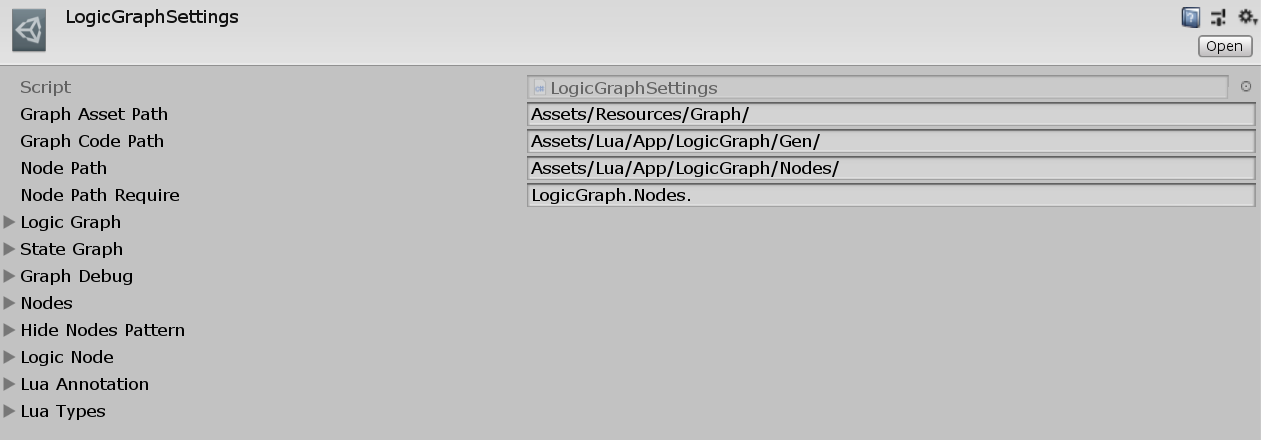 LogicGraphSettings
Open
Script LogicGraphSettings
Graph Asset Path Assets/Resources/Graph/
Graph Code Path Assets/Lua/App/LogicGraph/Gen/
Node Path Assets/Lua/App/LogicGraph/Nodes/
Node Path Require LogicGraph.Nodes.
Logic Graph
State Graph
Graph Debug
Nodes
Hide Nodes Pattern
Logic Node
Lua Annotation
Lua Types